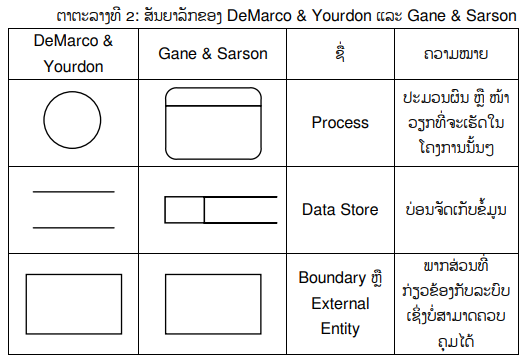 ຕາຕະລາງທີ 2: ສັນຍາລັກຂອງ DeMarco & Yourdon ແລະ Gane & Sarson
DeMarco &
Yourdon
Gane & Sarson
ຊື່
ຄວາມໝາຍ
Process
ປະມວນຜົນ ຫຼື ໜ້າ
ວຽກທີ່ຈະເຮັດໃນ
ໂຄງການນັ້ນໆ
Data Store
ບ່ອນຈັດເກັບຂໍ້ມູນ
Boundary ຫຼື
External
Entity
ພາກສ່ວນທີ່
ກ່ຽວຂ້ອງກັບລະບົບ
ເຊິ່ງບໍ່ສາມາດຄວບ
ຄຸມໄດ້